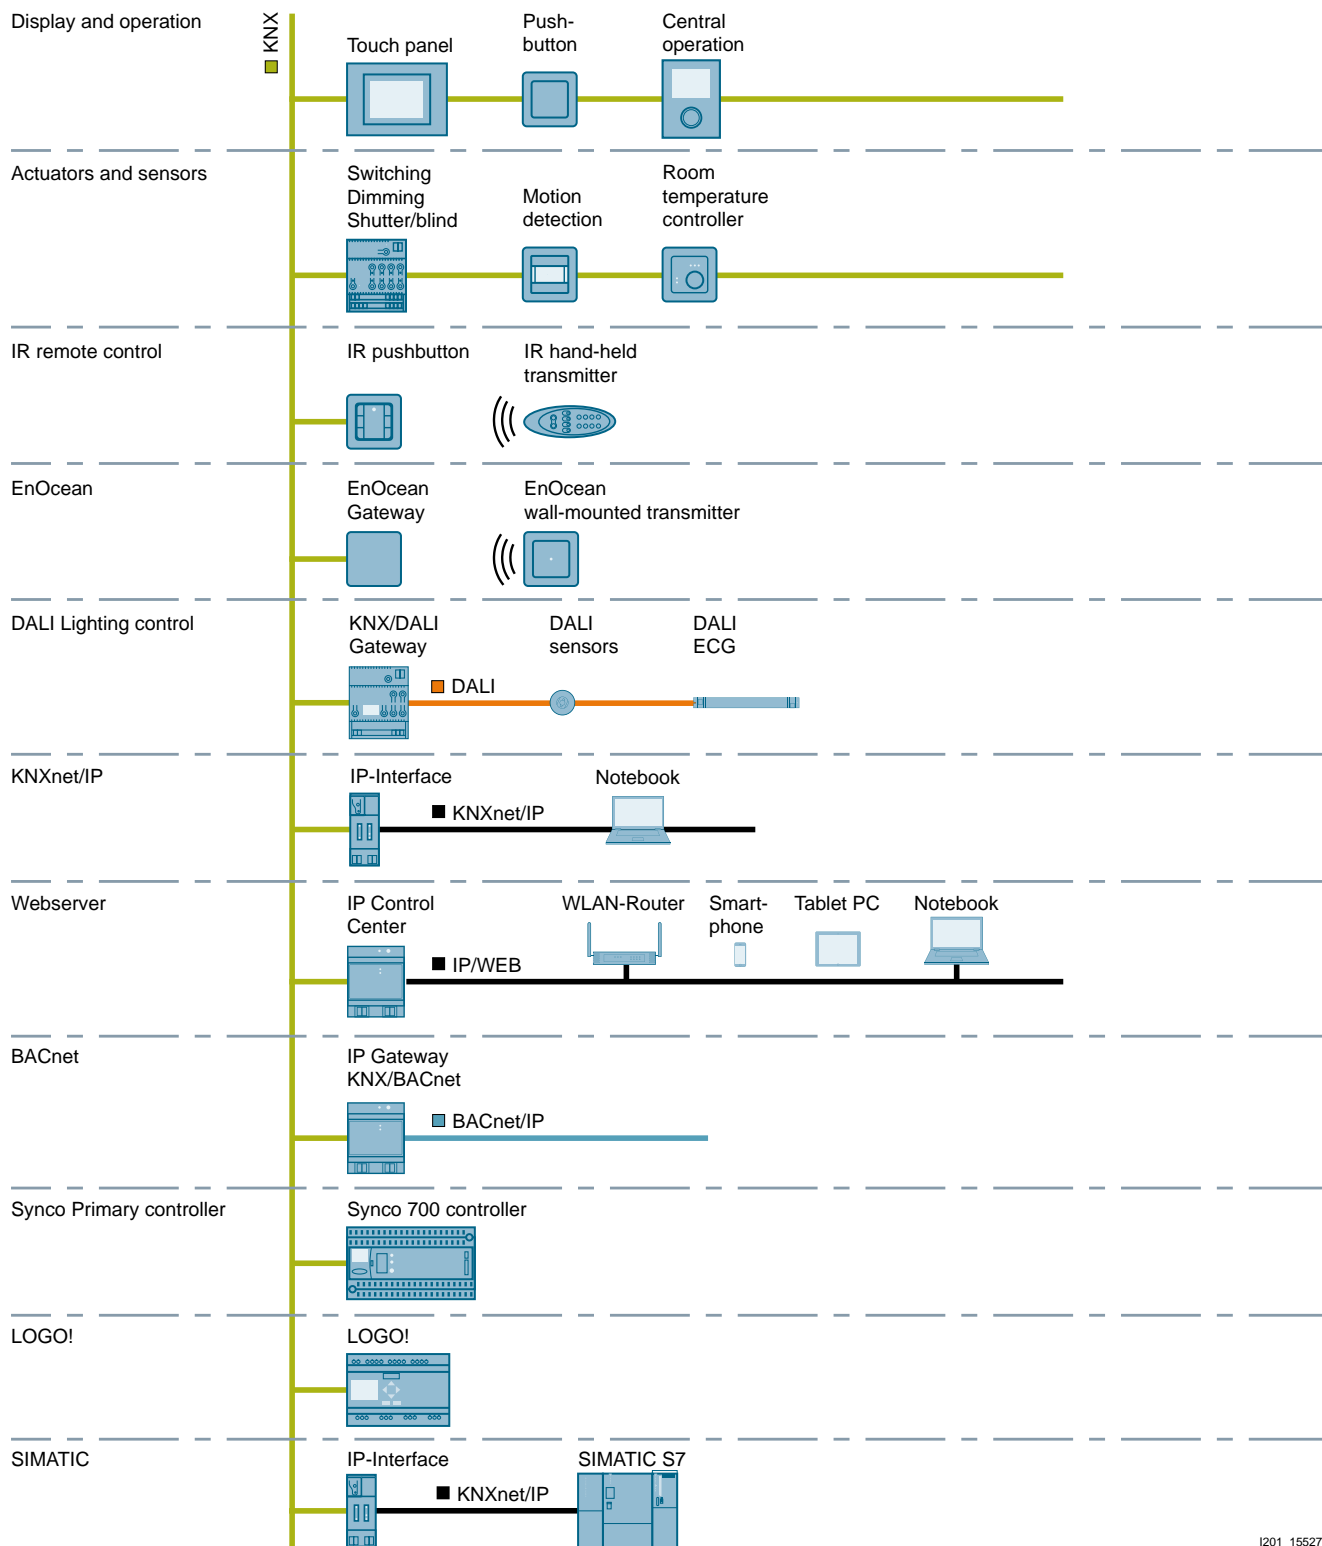 Display and operation
KNX
Touch panel
Push-
button
Central
operation
Actuators and sensors
Switching
Dimming
Shutter/blind
Motion
detection
Room
temperature
controller
IR remote control
IR pushbutton
IR hand-held
transmitter
EnOcean
EnOcean
Gateway
EnOcean
wall-mounted transmitter
DALI Lighting control
KNX/DALI
Gateway
DALI
sensors
DALI
ECG
DALI
KNXnet/IP
IP-Interface
Notebook
KNXnet/IP
Webserver
IP Control
Center
WLAN-Router
Smart-
phone
Tablet PC
Notebook
IP/WEB
BACnet
IP Gateway
KNX/BACnet
BACnet/IP
Synco Primary controller
Synco 700 controller
LOGO!
LOGO!
SIMATIC
IP-Interface
SIMATIC S7
KNXnet/IP
I201_15527